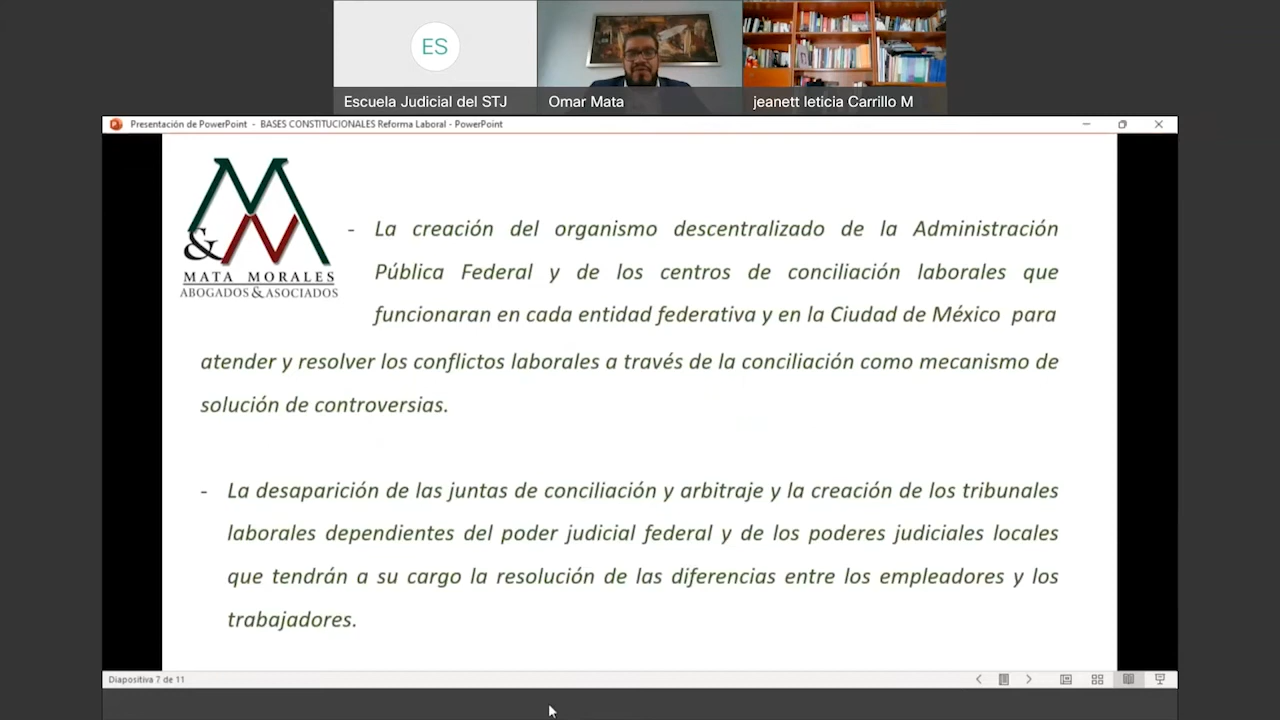 ES
Escuela Judicial del STJ
Omar Mata
jeanett leticia Carrillo M
Presentación de PowerPoint - BASES CONSTITUCIONALES Reforma Laboral - PowerPoint
M&M
MATA MORALES
ABOGADOS & ASOCIADOS
- La creación del organismo descentralizado de la Administración
Pública Federal y de los centros de conciliación laborales que
funcionaran en cada entidad federativa y en la Ciudad de México para
atender y resolver los conflictos laborales a través de la conciliación como mecanismo de
solución de controversias.
- La desaparición de las juntas de conciliación y arbitraje y la creación de los tribunales
laborales dependientes del poder judicial federal y de los poderes judiciales locales
que tendrán a su cargo la resolución de las diferencias entre los empleadores y los
trabajadores.
Diapositiva 7 de 11